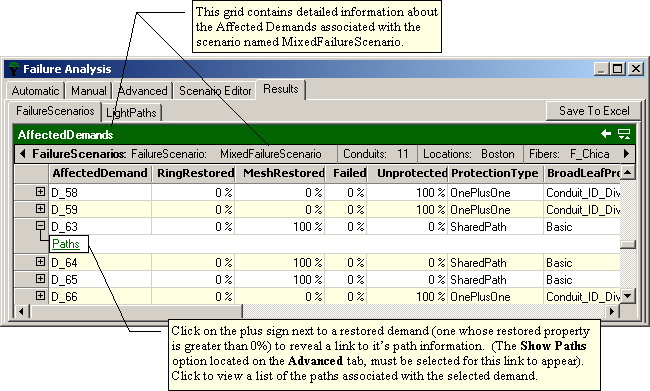 This grid contains detailed information about
the Affected Demands associated with the
scenario named MixedFailureScenario.
Failure Analysis
Automatic Manual Advanced Scenario Editor Results
FailureScenarios LightPaths Save To Excel
AffectedDemands
FailureScenarios: FailureScenario: MixedFailureScenario Conduits: 11 Locations: Boston Fibers: F_Chica
AffectedDemand RingRestored MeshRestored Failed Unprotected ProtectionType BroadLeafPro
D_58 0 % 0 % 0 % 100 % OnePlusOne Conduit_ID_Div
D_59 0 % 0 % 0 % 100 % OnePlusOne Conduit_ID_Div
D_63 0 % 100 % 0 % 0 % SharedPath Basic
Paths
D_64 0 % 100 % 0 % 0 % SharedPath Basic
D_65 0 % 100 % 0 % 0 % SharedPath Basic
D_66 0 % 0 % 0 % 100 % OnePlusOne Conduit_ID_Div
Click on the plus sign next to a restored demand (one whose restored property
is greater than 0%) to reveal a link to it's path information. (The Show Paths
option located on the Advanced tab, must be selected for this link to appear).
Click to view a list of the paths associated with the selected demand.